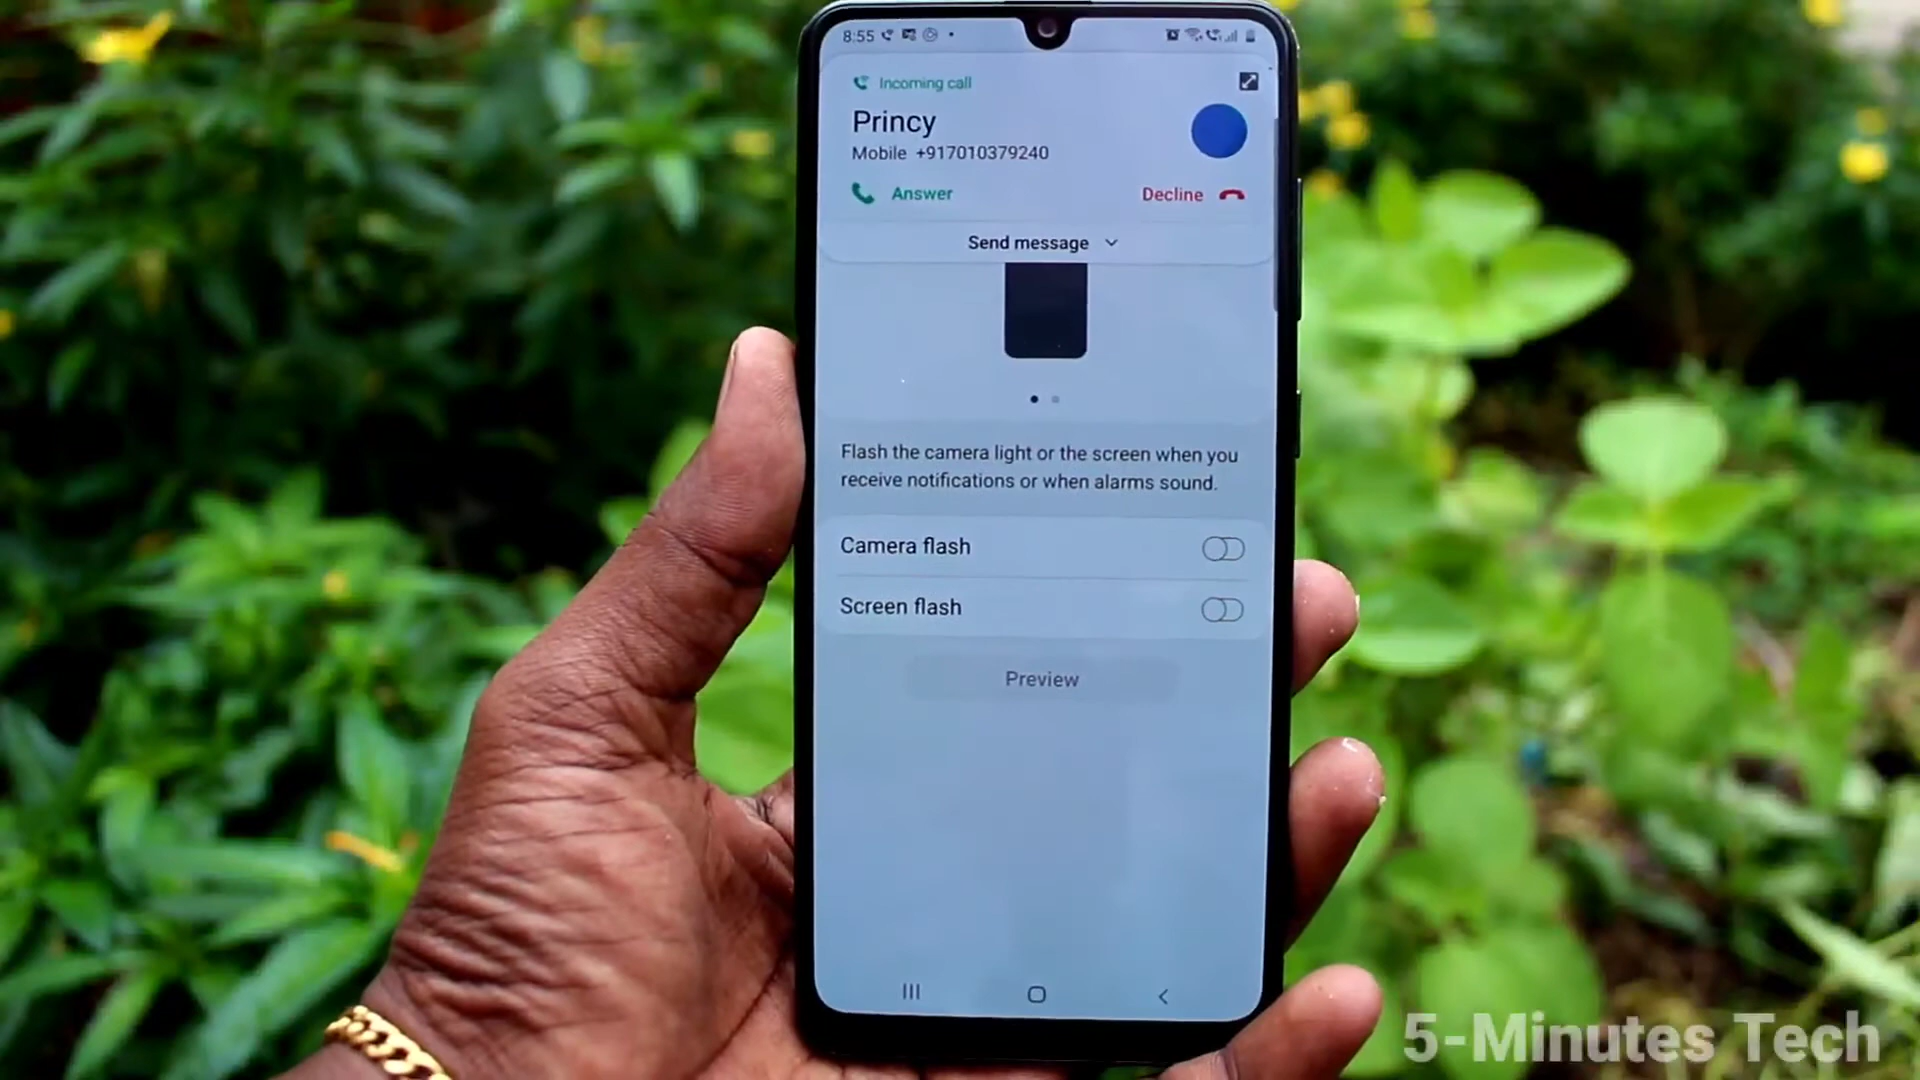 8:55
Incoming call
Princy
Mobile +917010379240
Answer
Decline
Send message
Flash the camera light or the screen when you
receive notifications or when alarms sound.
Camera flash
Screen flash
Preview
5-Minutes Tech